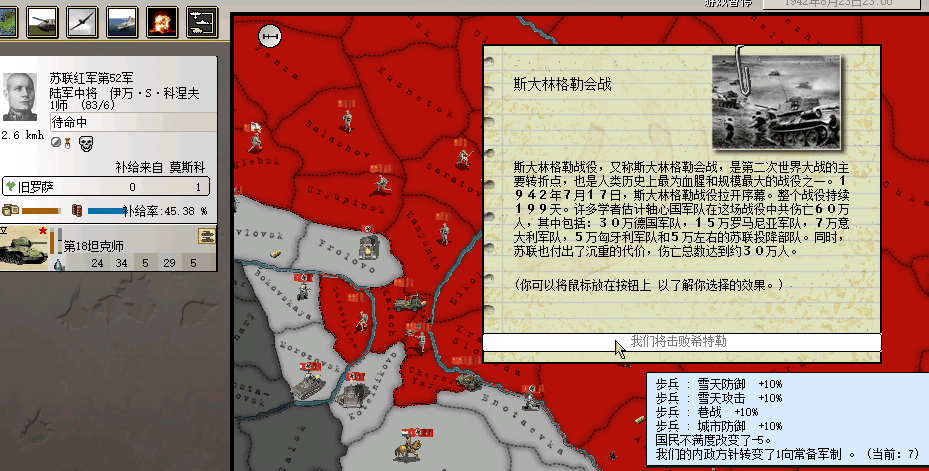 1942年8月23日23:00
苏联红军第52军
陆军中将 伊万·S·科涅夫
1师 (83/6)
待命中
2.6 kmh
补给来自 莫斯科
旧罗萨 0 1
补给率:45.38 %
第18坦克师
24 34 5 29 5
Balashov
Uryupinsk
Frolovo
Bokovskaya
斯大林格勒会战
斯大林格勒战役，又称斯大林格勒会战，是第二次世界大战的主
要转折点，也是人类历史上最为血腥和规模最大的战役之一。1
942年7月17日，斯大林格勒战役拉开序幕。整个战役持续
199天。许多学者估计轴心国军队在这场战役中共伤亡60万
人，其中包括：30万德国军队，15万罗马尼亚军队，7万意
大利军队，5万匈牙利军队和5万左右的苏联投降部队。同时，
苏联也付出了沉重的代价，伤亡总数达到约30万人。
(你可以将鼠标放在按钮上 以了解你选择的效果。)
我们将击败希特勒
步兵 : 雪天防御 +10%
步兵 : 雪天攻击 +10%
步兵 : 巷战 +10%
步兵 : 城市防御 +10%
国民不满度改变了-5。
我们的内政方针转变了1向常备军制 。 (当前: 7)